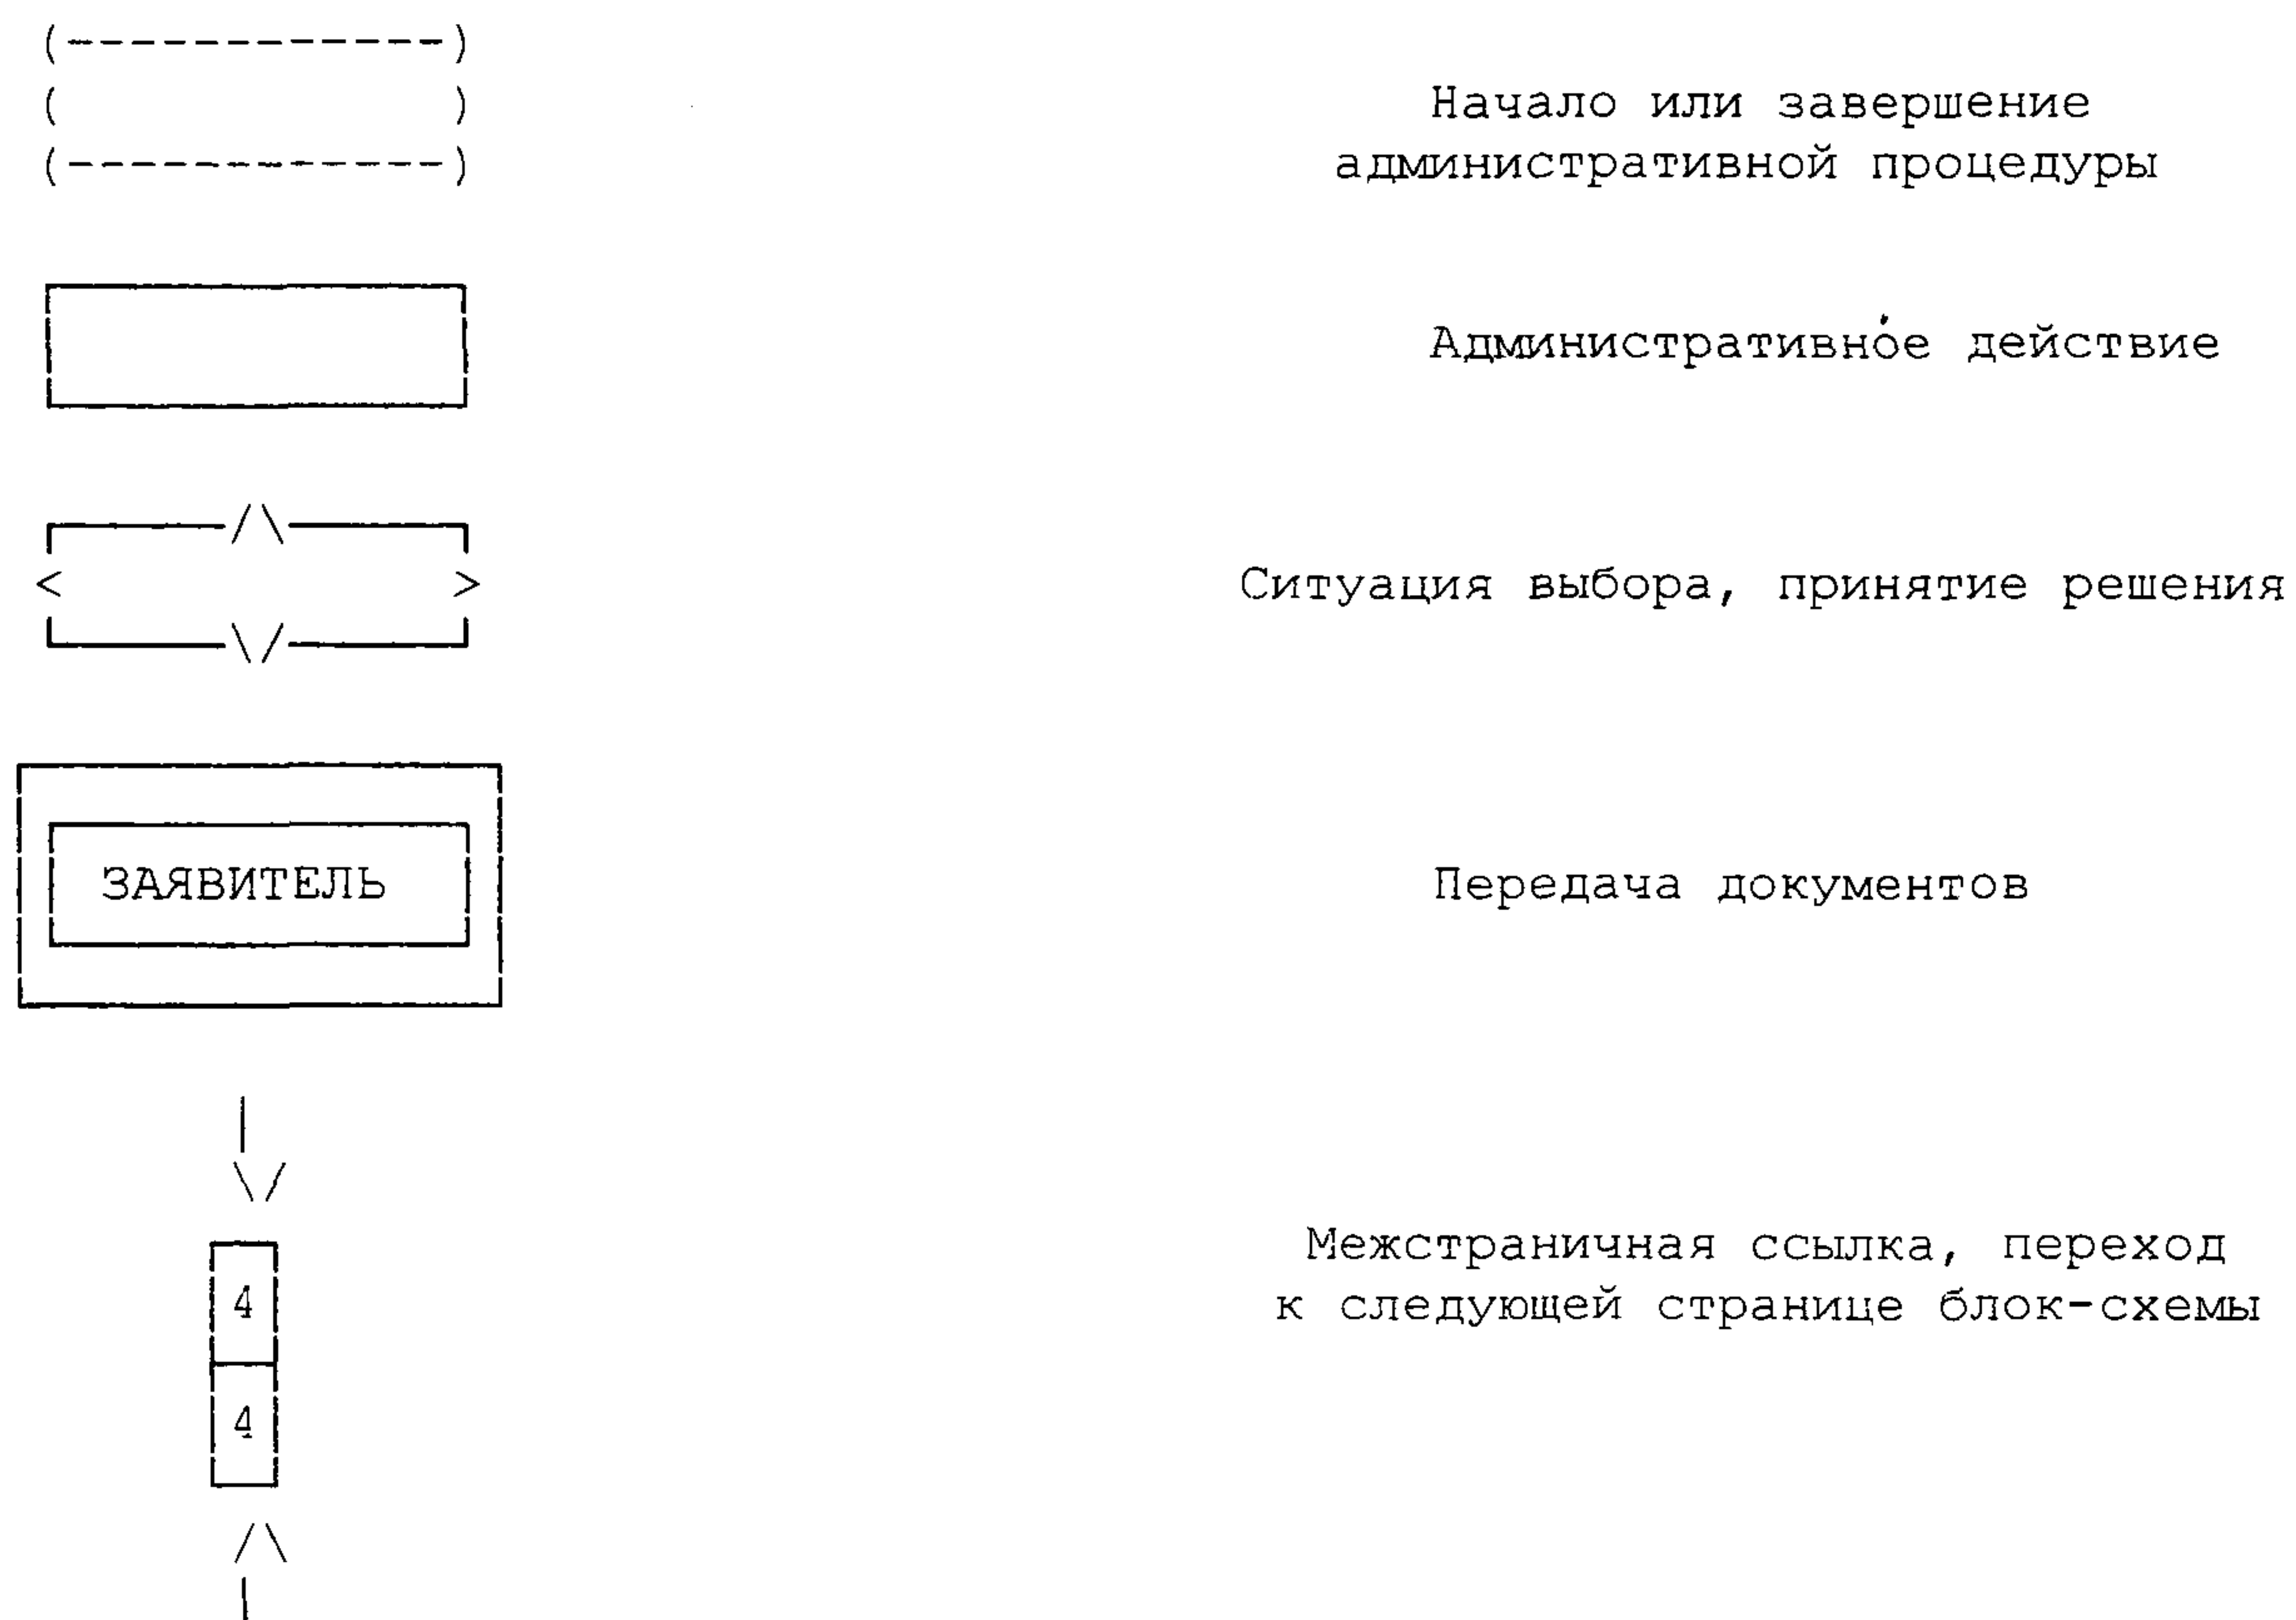 Начало или завершение
административной процедуры
Административное действие
Ситуация выбора, принятие решения
ЗАЯВИТЕЛЬ
Передача документов
Межстраничная ссылка, переход
к следующей странице блок-схемы
4
4